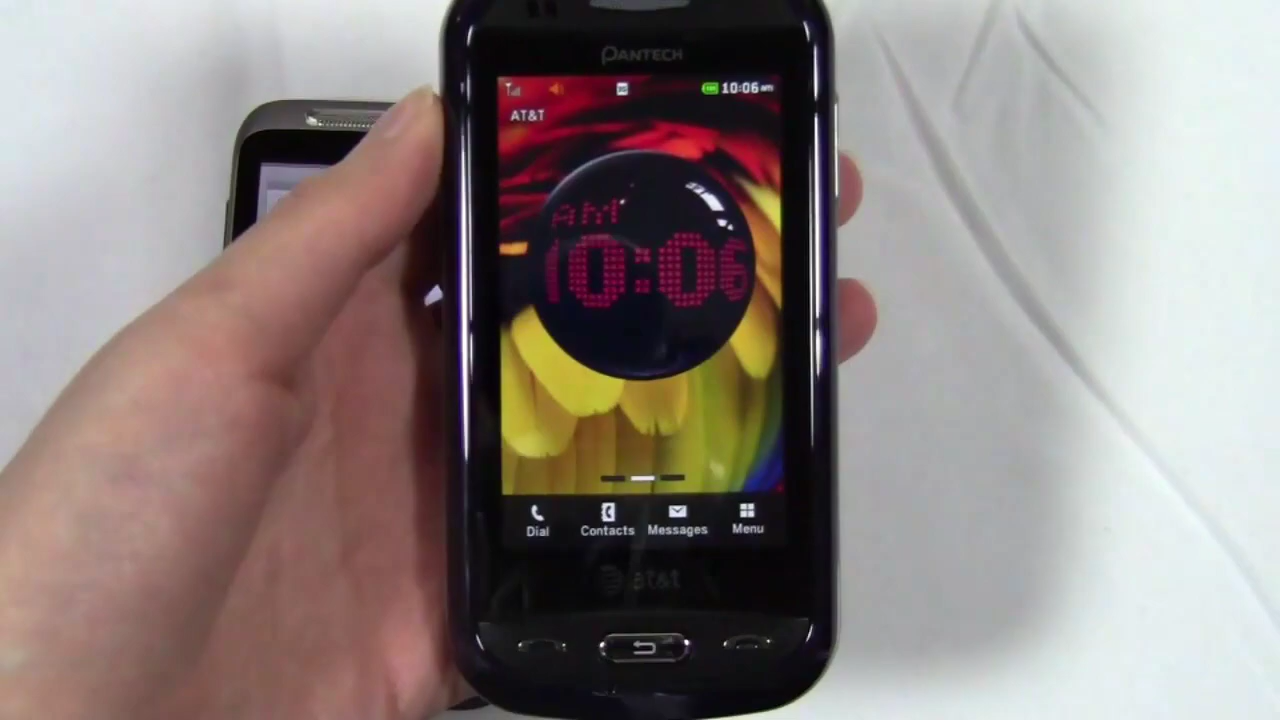 PANTECH
10:06 am
AT&T
AM
10:06
Dial Contacts Messages Menu
at&t